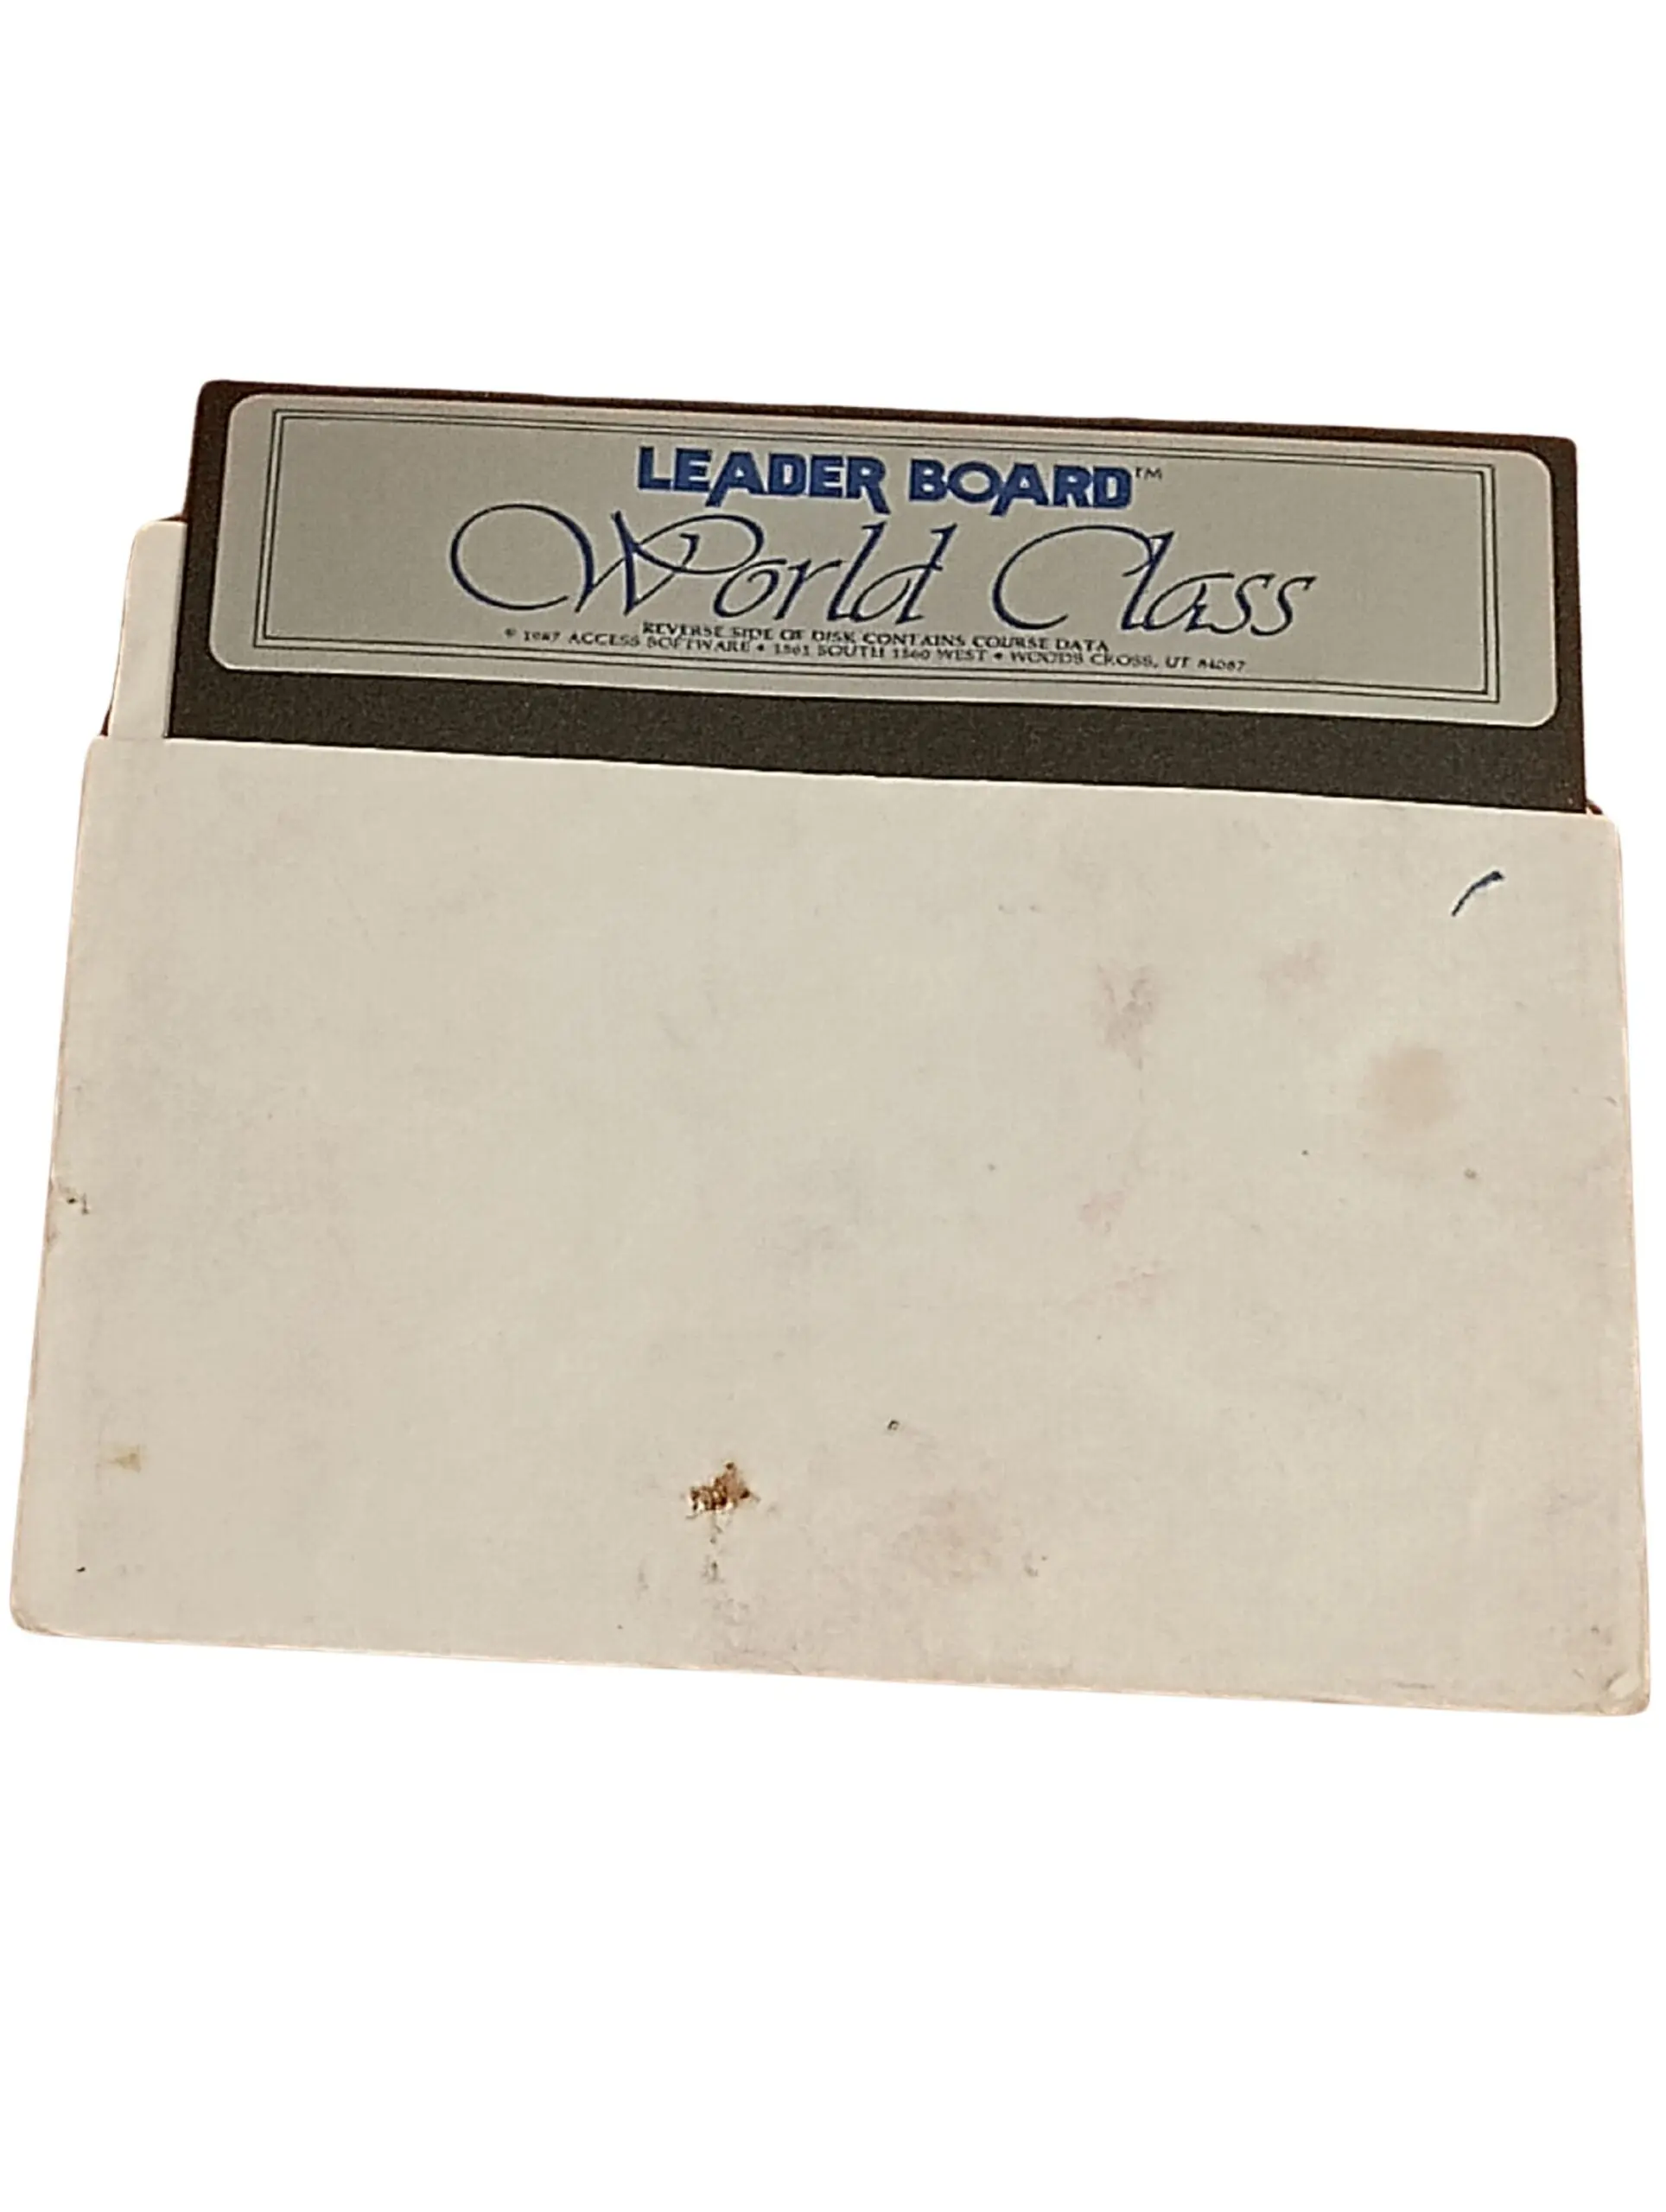 LEADER BOARD™
World Class
REVERSE SIDE OF DISK CONTAINS COURSE DATA
© 1987 ACCESS SOFTWARE • 1561 SOUTH 1560 WEST • WOODS CROSS, UT 84087